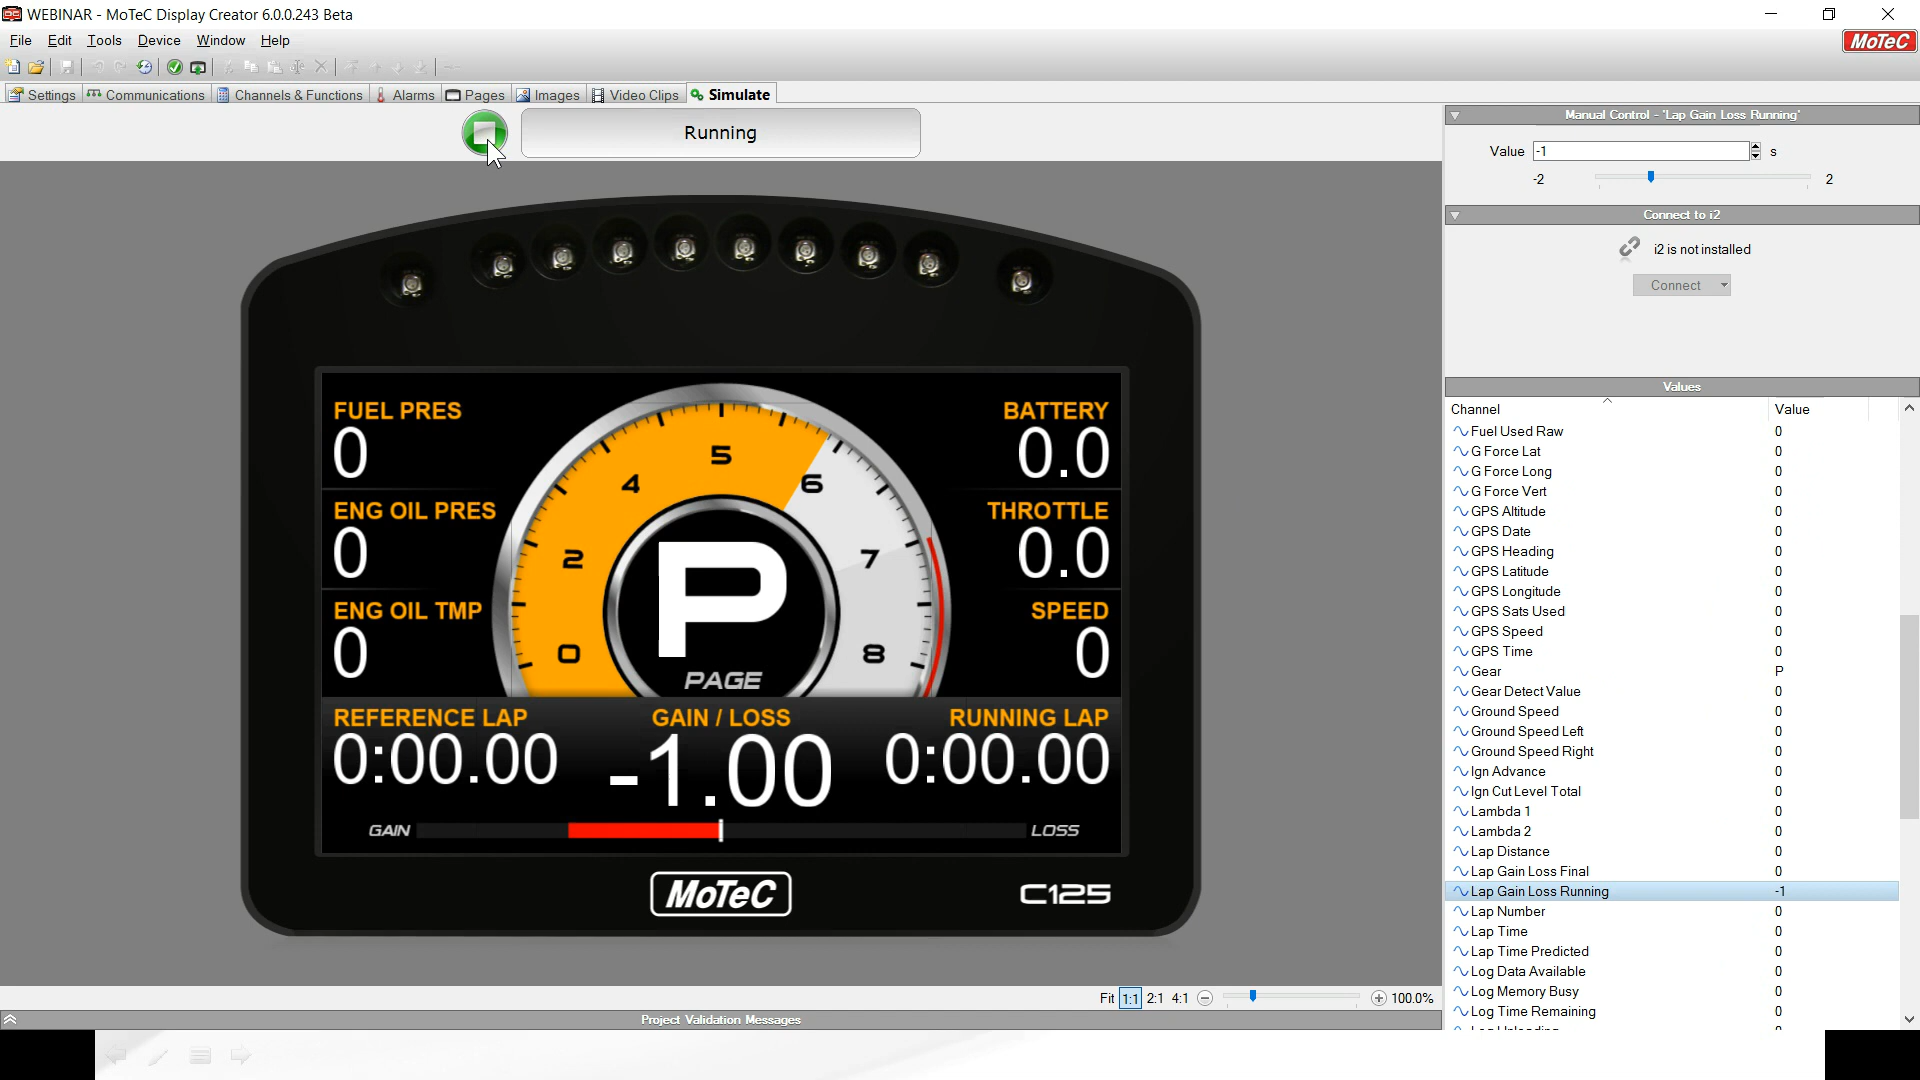 WEBINAR - MoTeC Display Creator 6.0.0.243 Beta
File Edit Tools Device Window Help
MoTeC
Settings Communications Channels & Functions Alarms Pages Images Video Clips Simulate
Running
Manual Control - 'Lap Gain Loss Running'
Value -1 s
-2 2
Connect to i2
i2 is not installed
Connect
Values
Channel Value
Fuel Used Raw 0
G Force Lat 0
G Force Long 0
G Force Vert 0
GPS Altitude 0
GPS Date 0
GPS Heading 0
GPS Latitude 0
GPS Longitude 0
GPS Sats Used 0
GPS Speed 0
GPS Time 0
Gear P
Gear Detect Value 0
Ground Speed 0
Ground Speed Left 0
Ground Speed Right 0
Ign Advance 0
Ign Cut Level Total 0
Lambda 1 0
Lambda 2 0
Lap Distance 0
Lap Gain Loss Final 0
Lap Gain Loss Running -1
Lap Number 0
Lap Time 0
Lap Time Predicted 0
Log Data Available 0
Log Memory Busy 0
Log Time Remaining 0
FUEL PRES
0
ENG OIL PRES
0
ENG OIL TMP
0
0 2 4 5 6 7 8
P
PAGE
BATTERY
0.0
THROTTLE
0.0
SPEED
0
REFERENCE LAP GAIN / LOSS RUNNING LAP
0:00.00 -1.00 0:00.00
GAIN LOSS
MoTeC C125
Fit 1:1 2:1 4:1 100.0%
Project Validation Messages